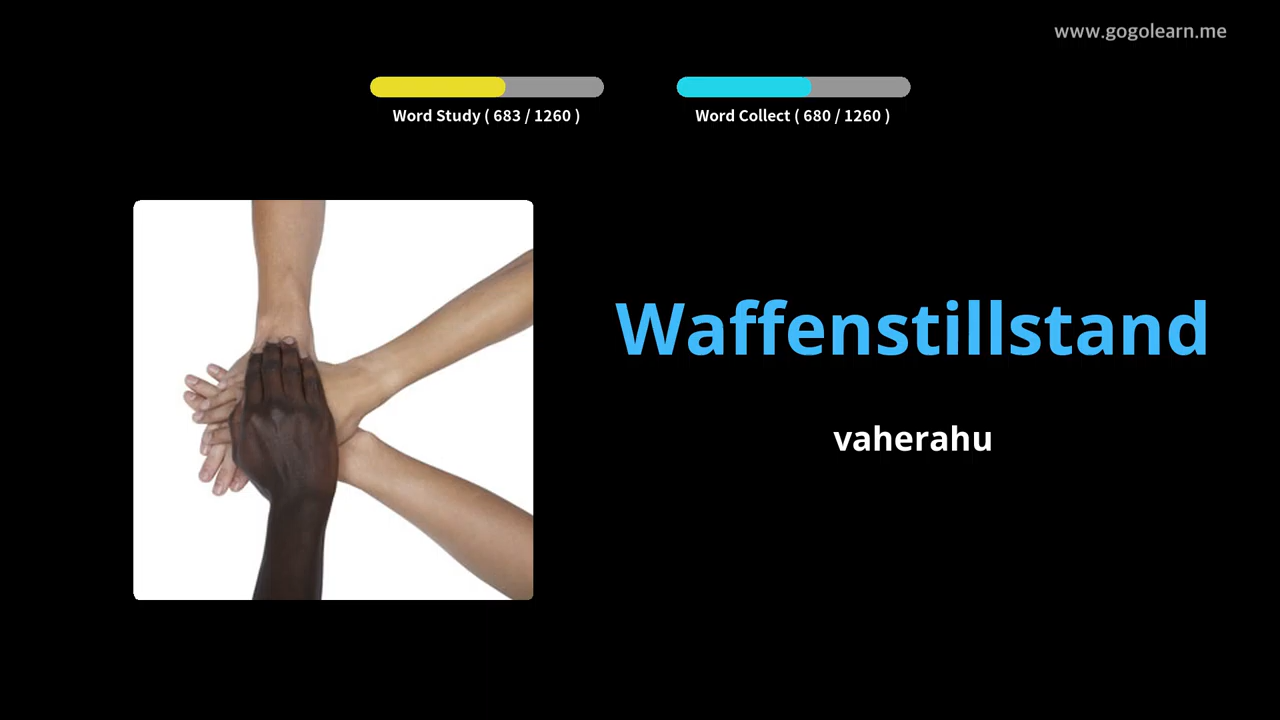 www.gogolearn.me
Word Study ( 683 / 1260 )
Word Collect ( 680 / 1260 )
Waffenstillstand
vaherahu